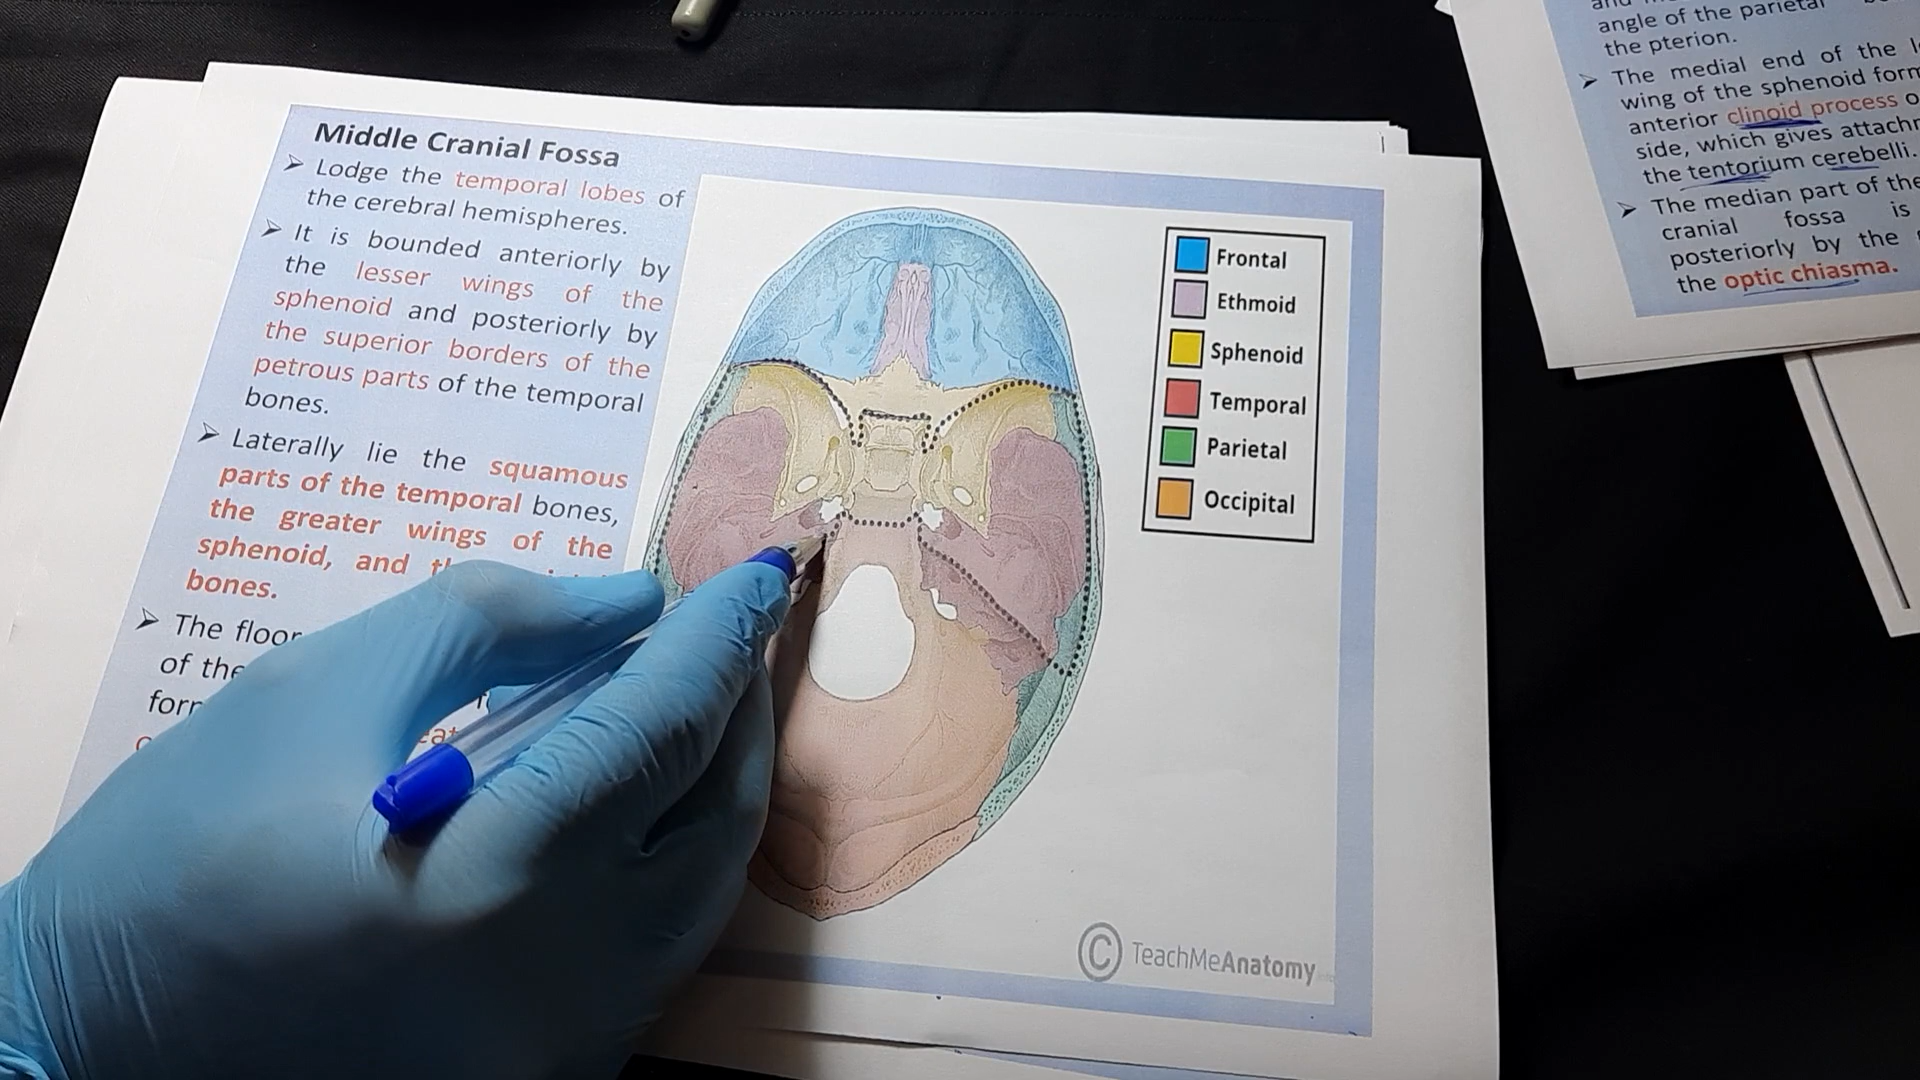 Middle Cranial Fossa
➢ Lodge the temporal lobes of
the cerebral hemispheres.
➢ It is bounded anteriorly by
the lesser wings of the
sphenoid and posteriorly by
the superior borders of the
petrous parts of the temporal
bones.
➢ Laterally lie the squamous
parts of the temporal bones,
the greater wings of the
sphenoid, and
bones.
➢ The floor
of the
Frontal
Ethmoid
Sphenoid
Temporal
Parietal
Occipital
© TeachMeAnatomy
angle of the parietal
the pterion.
➢ The medial end of the
wing of the sphenoid
anterior clinoid process
side, which gives
the tentorium cerebelli.
➢ The median part of the
cranial fossa is
posteriorly by the
the optic chiasma.